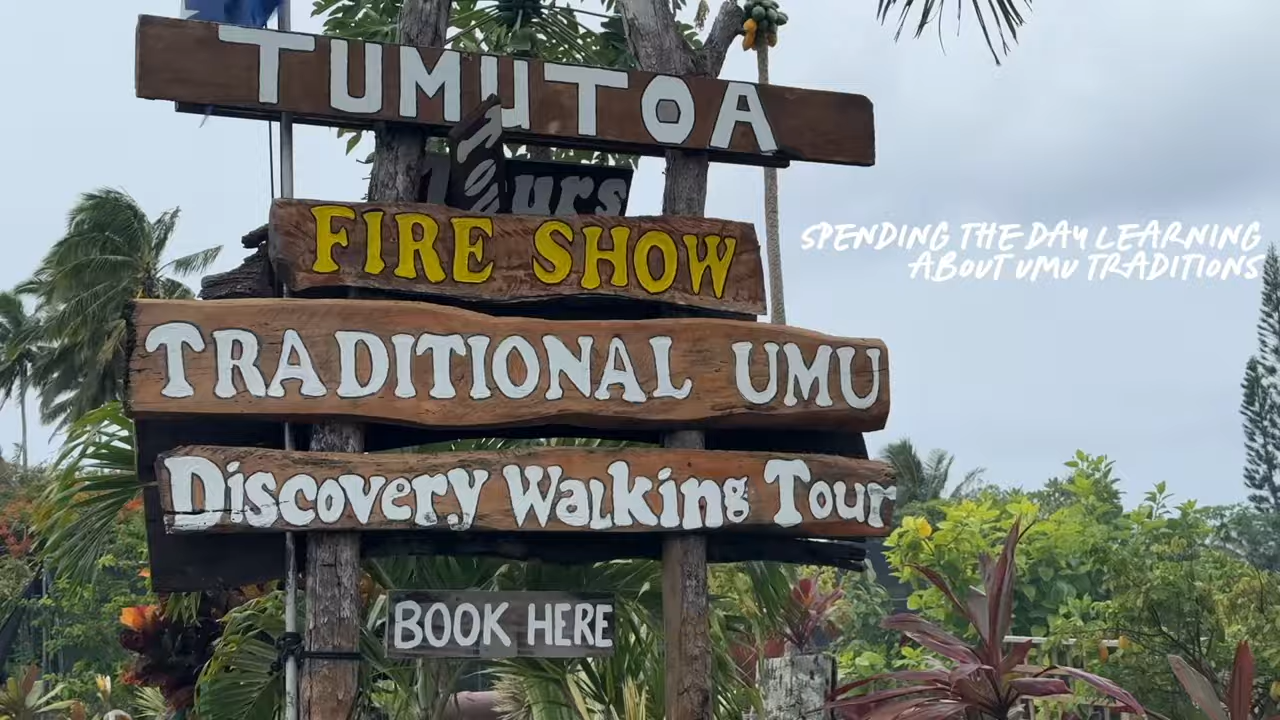 TUMUTOA
Tours
FIRE SHOW
SPENDING THE DAY LEARNING
ABOUT UMU TRADITIONS
TRADITIONAL UMU
Discovery Walking Tour
BOOK HERE